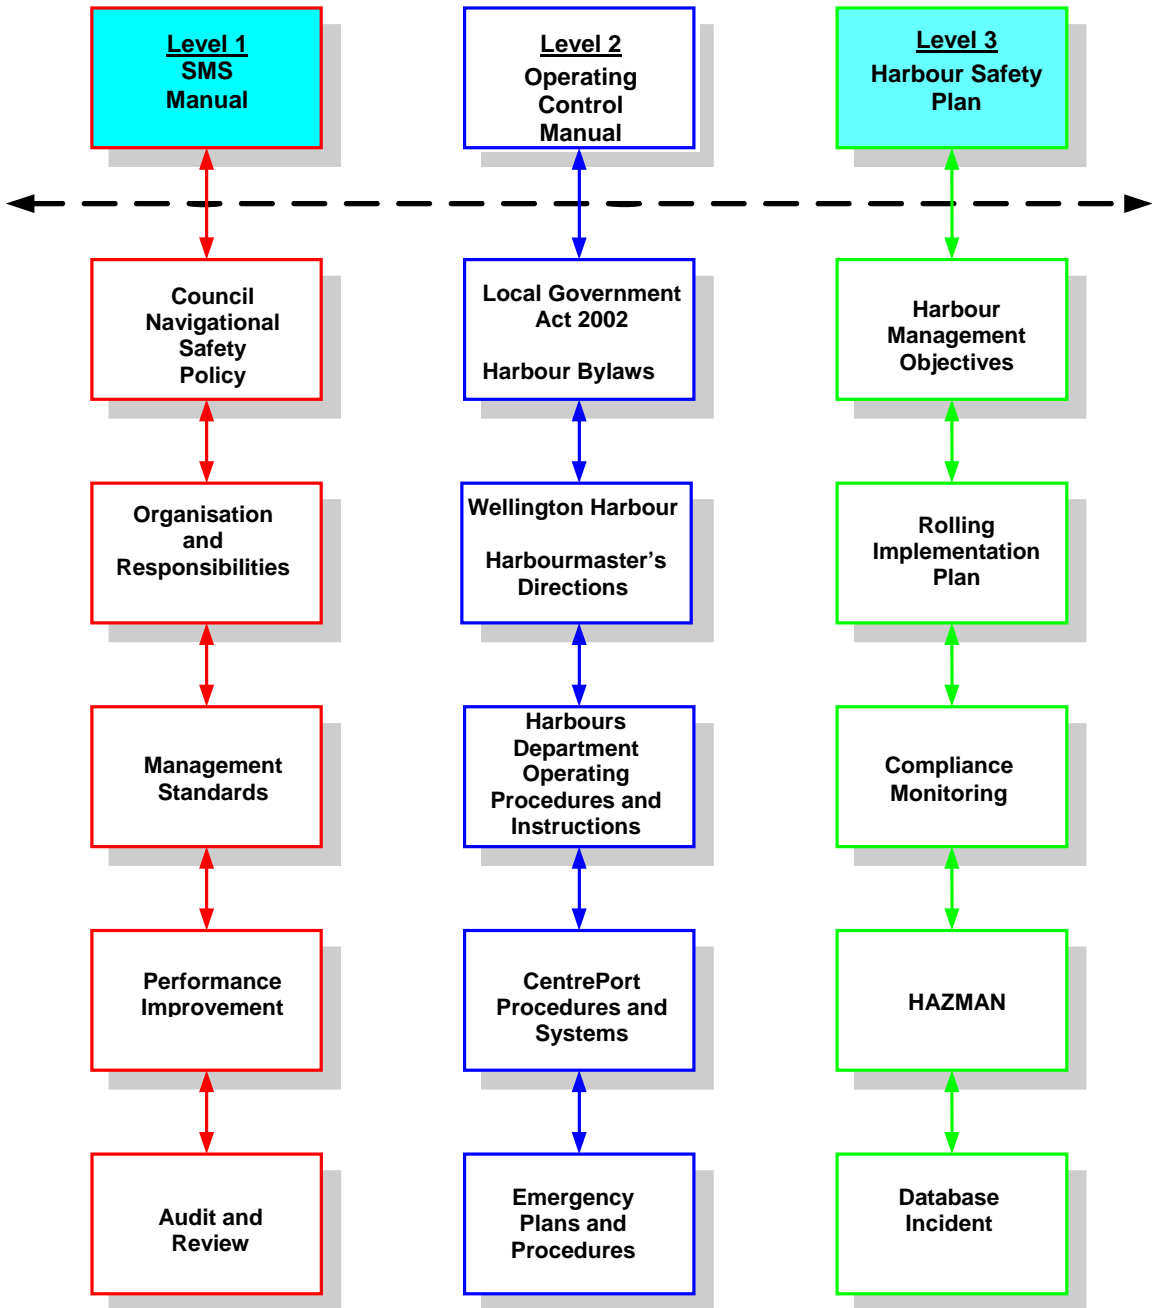 Level 1
SMS
Manual
Level 2
Operating
Control
Manual
Level 3
Harbour Safety
Plan
Council
Navigational
Safety
Policy
Local Government
Act 2002
Harbour Bylaws
Harbour
Management
Objectives
Organisation
and
Responsibilities
Wellington Harbour
Harbourmaster’s
Directions
Rolling
Implementation
Plan
Management
Standards
Harbours
Department
Operating
Procedures and
Instructions
Compliance
Monitoring
Performance
Improvement
CentrePort
Procedures and
Systems
HAZMAN
Audit and
Review
Emergency
Plans and
Procedures
Database
Incident